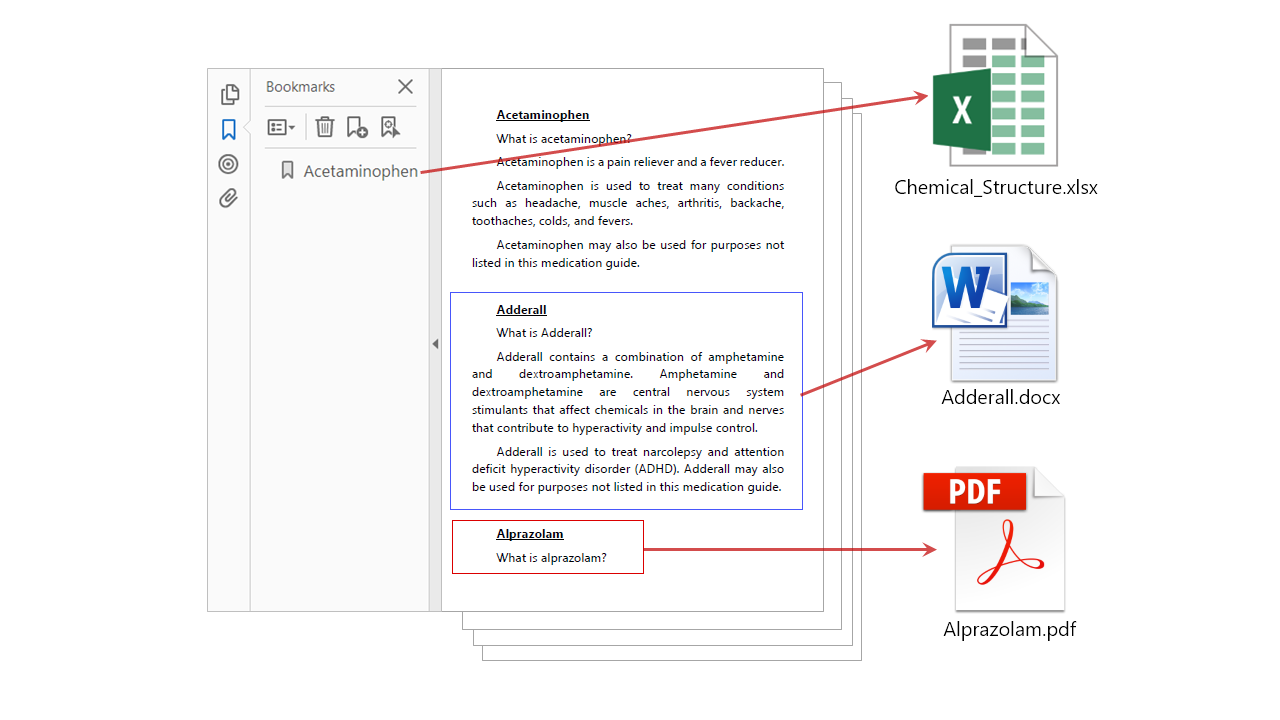 Bookmarks
Acetaminophen
Acetaminophen
What is acetaminophen?
Acetaminophen is a pain reliever and a fever reducer.
Acetaminophen is used to treat many conditions
such as headache, muscle aches, arthritis, backache,
toothaches, colds, and fevers.
Acetaminophen may also be used for purposes not
listed in this medication guide.
Adderall
What is Adderall?
Adderall contains a combination of amphetamine
and dextroamphetamine. Amphetamine and
dextroamphetamine are central nervous system
stimulants that affect chemicals in the brain and nerves
that contribute to hyperactivity and impulse control.
Adderall is used to treat narcolepsy and attention
deficit hyperactivity disorder (ADHD). Adderall may also
be used for purposes not listed in this medication guide.
Alprazolam
What is alprazolam?
X
Chemical_Structure.xlsx
W
Adderall.docx
PDF
Alprazolam.pdf